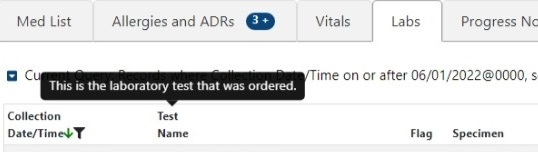 Med List Allergies and ADRs 3 + Vitals Labs Progress No
Current Query: Records where Collection Date/Time on or after 06/01/2022@0000, s
This is the laboratory test that was ordered.
Collection Test
Date/Time Name Flag Specimen